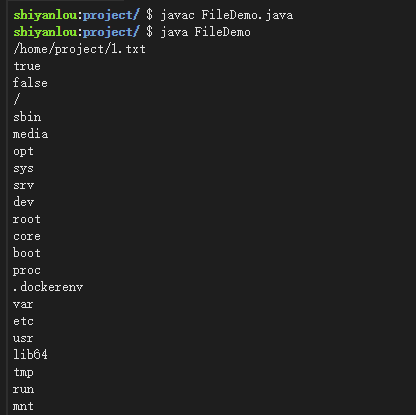 shiyanlou:project/ $ javac FileDemo.java
shiyanlou:project/ $ java FileDemo
/home/project/1.txt
true
false
/
sbin
media
opt
sys
srv
dev
root
core
boot
proc
.dockerenv
var
etc
usr
lib64
tmp
run
mnt